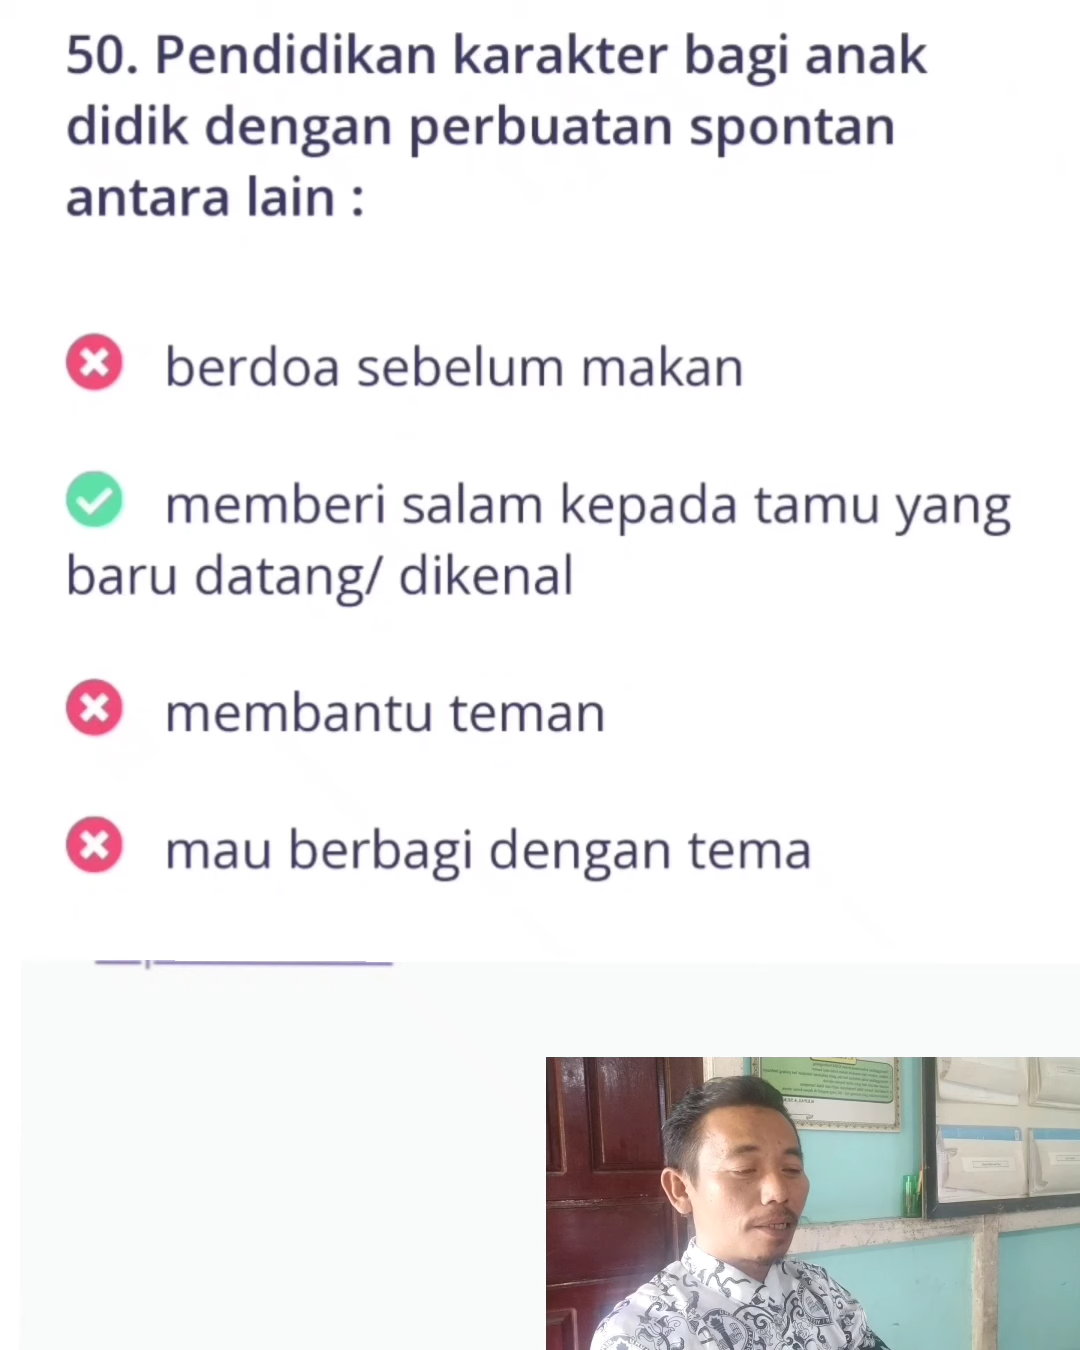 50. Pendidikan karakter bagi anak
didik dengan perbuatan spontan
antara lain :
berdoa sebelum makan
memberi salam kepada tamu yang
baru datang/ dikenal
membantu teman
mau berbagi dengan tema